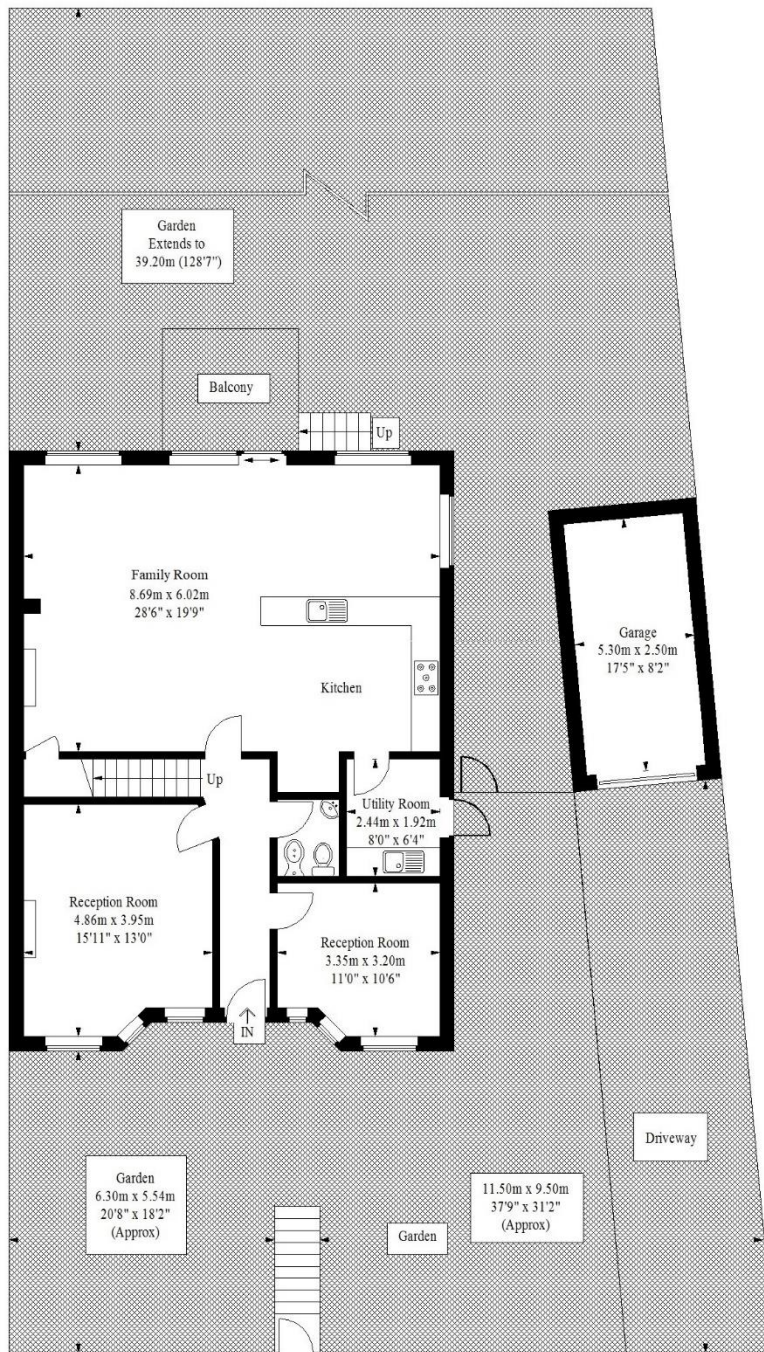 Garden
Extends to
39.20m (128'7")
Balcony
Up
Family Room
8.69m x 6.02m
28'6" x 19'9"
Kitchen
Garage
5.30m x 2.50m
17'5" x 8'2"
Up
Utility Room
2.44m x 1.92m
8'0" x 6'4"
Reception Room
4.86m x 3.95m
15'11" x 13'0"
Reception Room
3.35m x 3.20m
11'0" x 10'6"
IN
Driveway
Garden
6.30m x 5.54m
20'8" x 18'2"
(Approx)
11.50m x 9.50m
37'9" x 31'2"
(Approx)
Garden